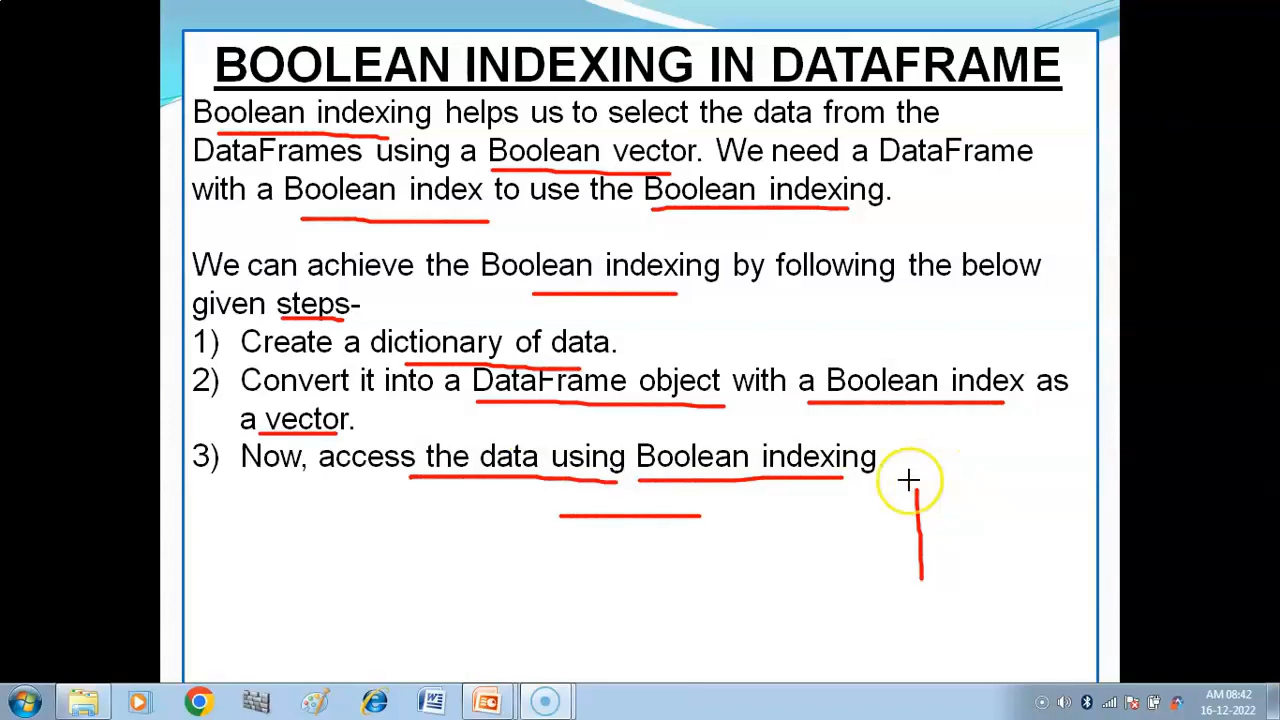 BOOLEAN INDEXING IN DATAFRAME
Boolean indexing helps us to select the data from the
DataFrames using a Boolean vector. We need a DataFrame
with a Boolean index to use the Boolean indexing.
We can achieve the Boolean indexing by following the below
given steps-
1) Create a dictionary of data.
2) Convert it into a DataFrame object with a Boolean index as
a vector.
3) Now, access the data using Boolean indexing.
AM 08:42
16-12-2022